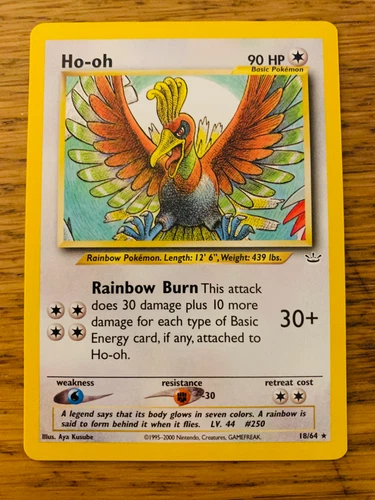 Ho-oh
90 HP
Basic Pokémon
Rainbow Pokémon. Length: 12' 6", Weight: 439 lbs.
Rainbow Burn This attack
does 30 damage plus 10 more
damage for each type of Basic
Energy card, if any, attached to
Ho-oh.
30+
weakness
resistance
-30
retreat cost
A legend says that its body glows in seven colors. A rainbow is
said to form behind it when it flies. LV. 44 #250
Illus. Aya Kusube
©1995-2000 Nintendo, Creatures, GAMEFREAK.
18/64 ★